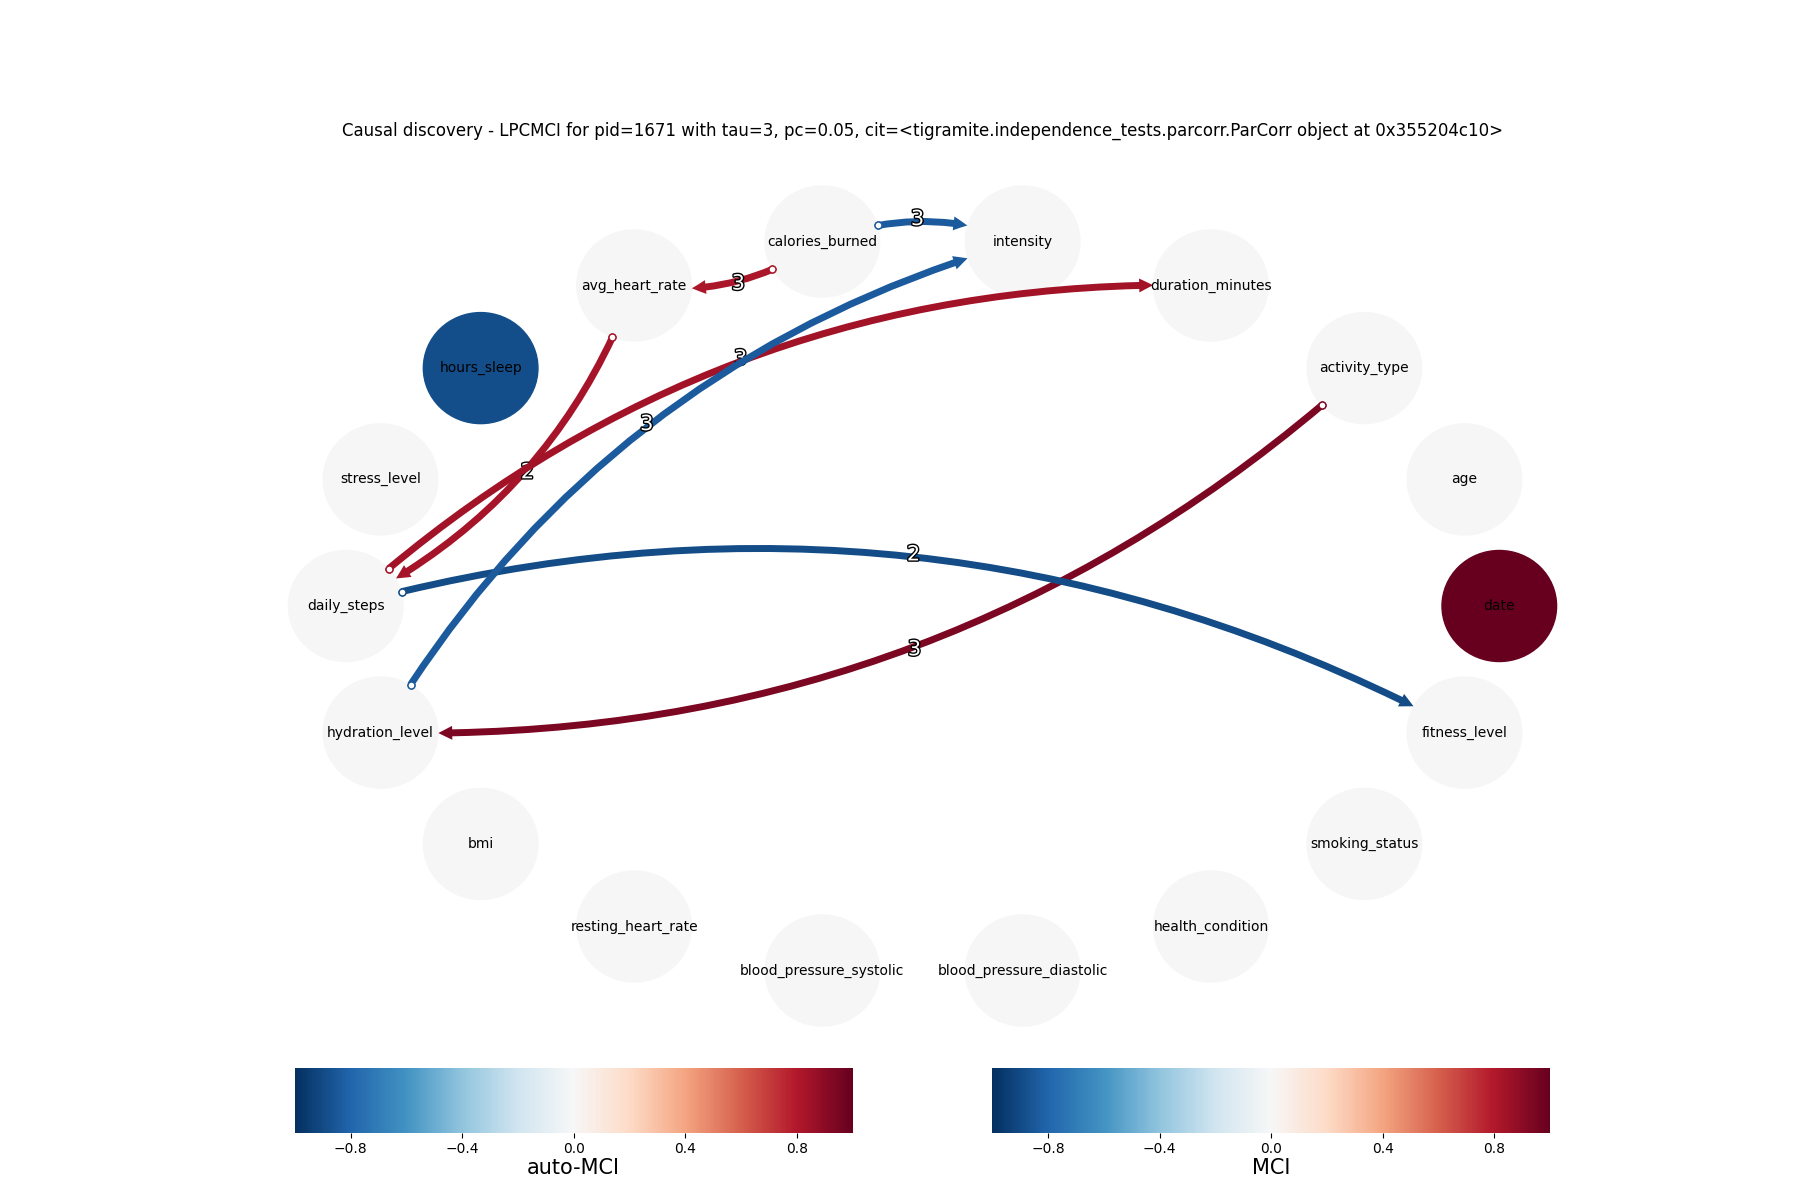 Causal discovery - LPCMCI for pid=1671 with tau=3, pc=0.05, cit=<tigramite.independence_tests.parcorr.ParCorr object at 0x355204c10>
3
calories_burned
intensity
avg_heart_rate
3
duration_minutes
3
hours_sleep
activity_type
3
2
stress_level
age
2
daily_steps
date
3
hydration_level
fitness_level
bmi
smoking_status
resting_heart_rate
health_condition
blood_pressure_systolic
blood_pressure_diastolic
−0.8 −0.4 0.0 0.4 0.8
auto-MCI
−0.8 −0.4 0.0 0.4 0.8
MCI